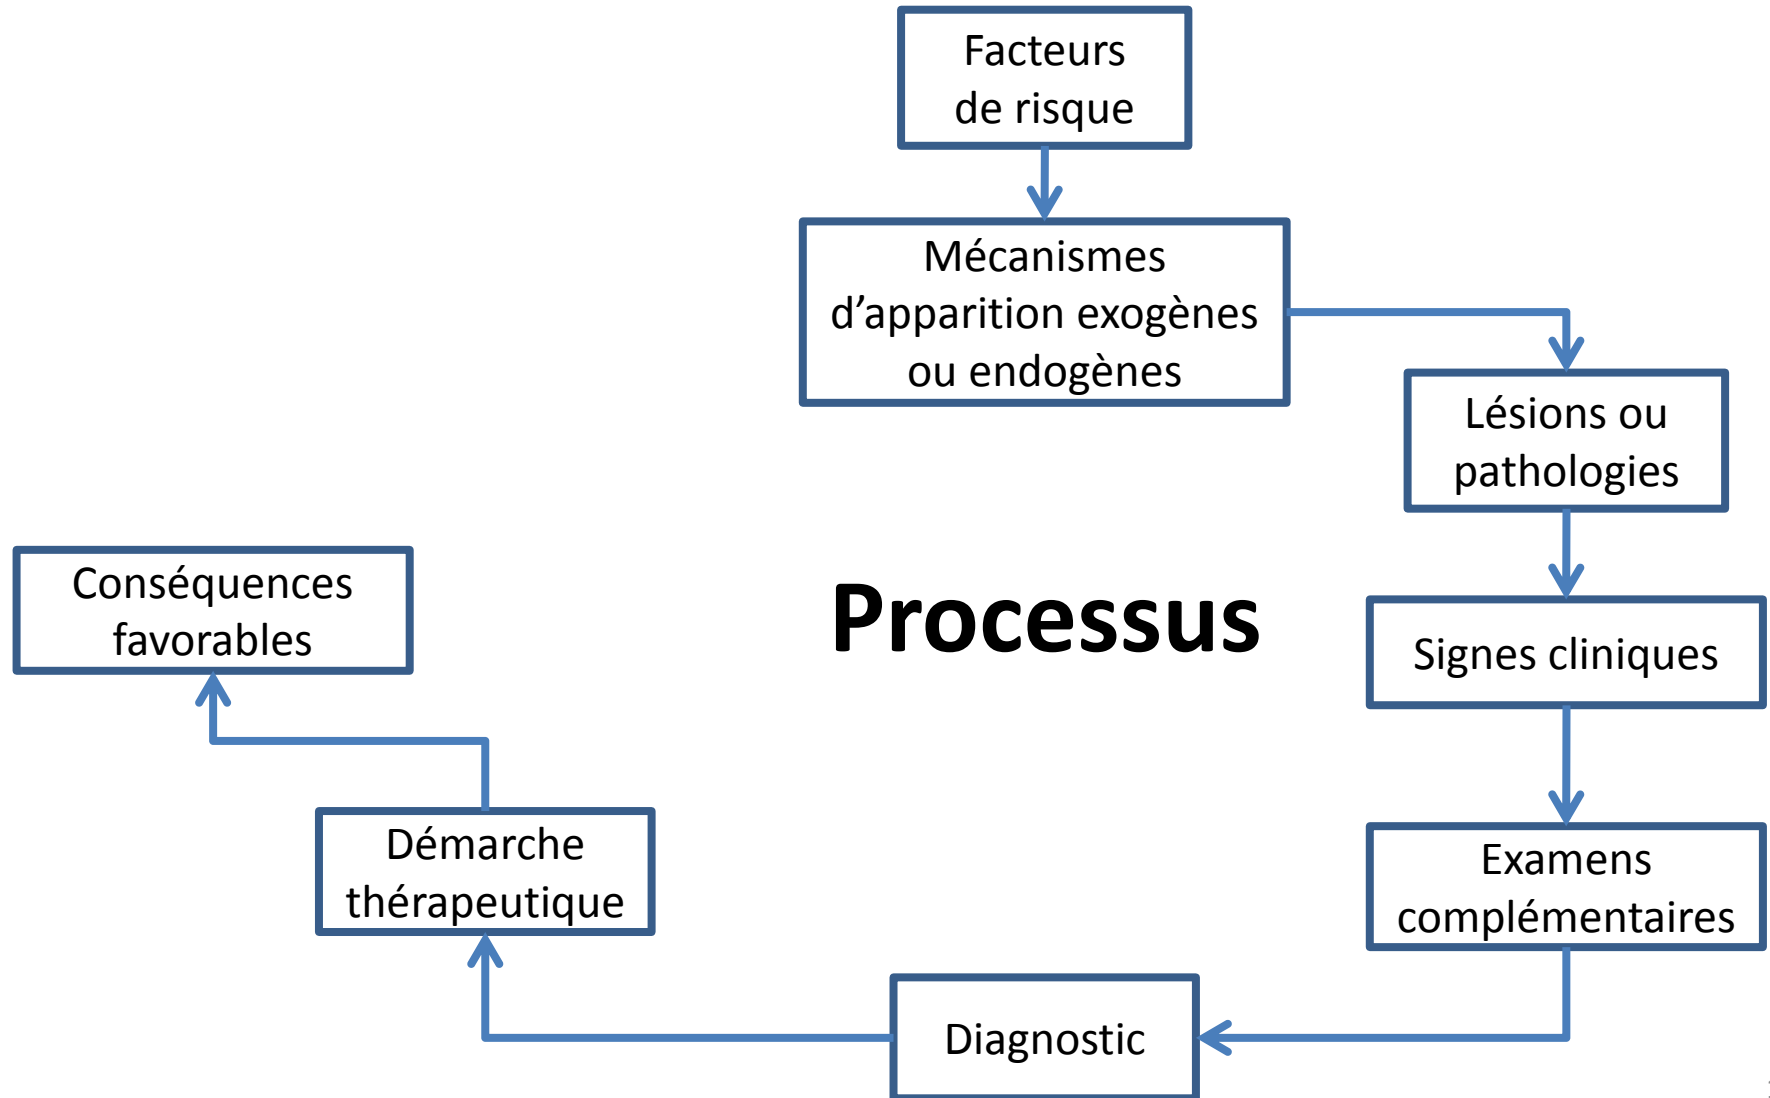 Facteurs
de risque
Mécanismes
d’apparition exogènes
ou endogènes
Lésions ou
pathologies
Signes cliniques
Examens
complémentaires
Diagnostic
Démarche
thérapeutique
Conséquences
favorables
Processus